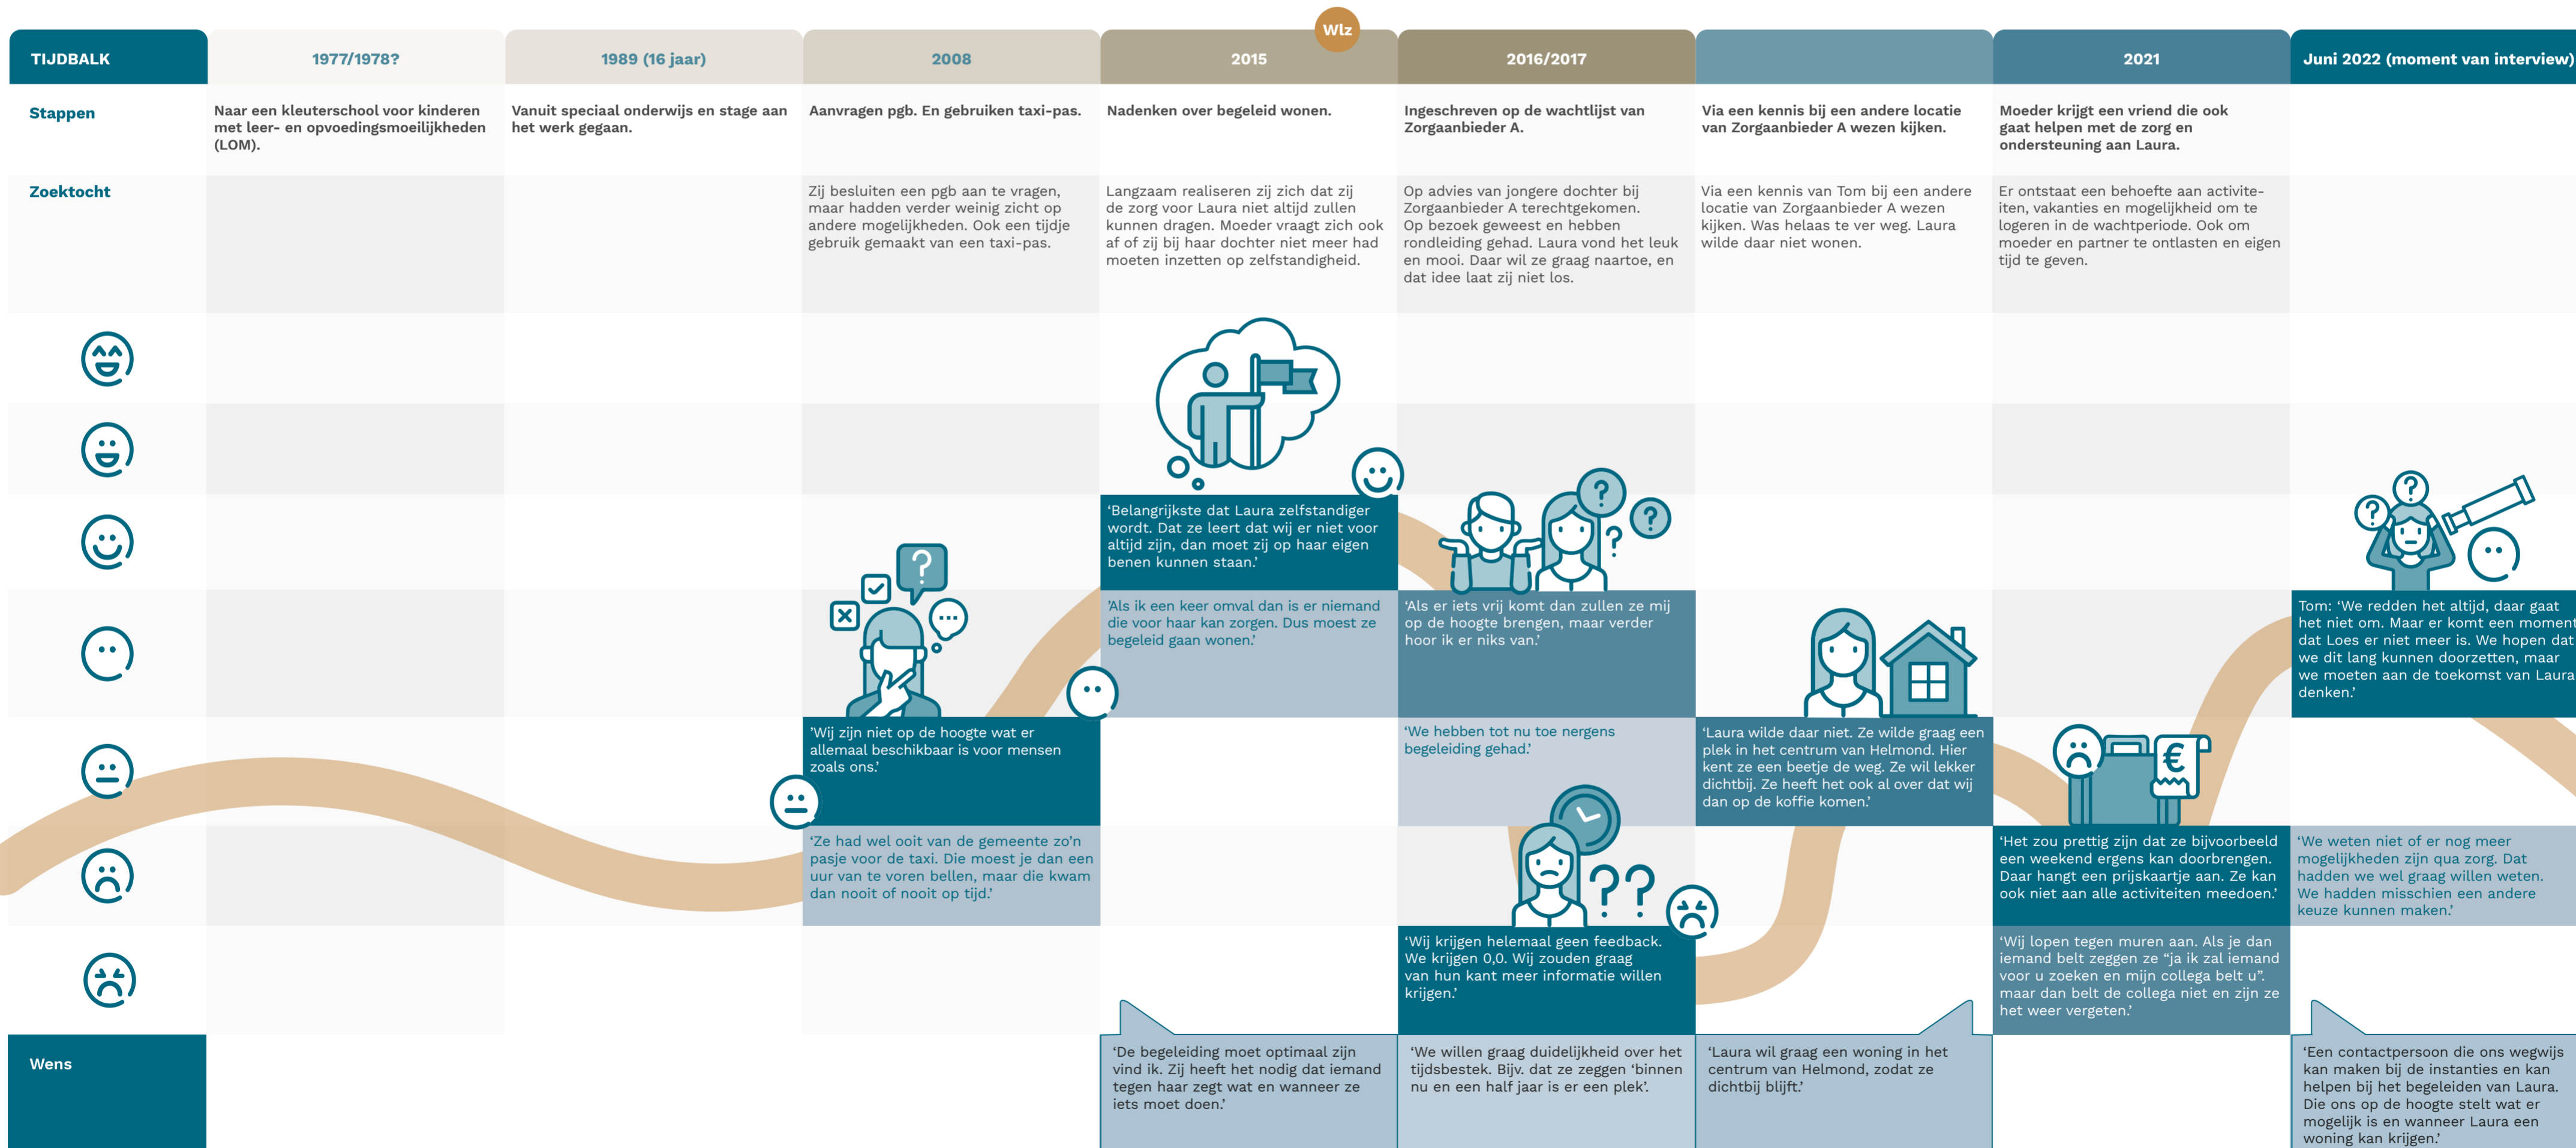 Wlz
TIJDBALK
1977/1978?
1989 (16 jaar)
2008
2015
2016/2017
2021
Juni 2022 (moment van interview)
Stappen
Naar een kleuterschool voor kinderen
met leer- en opvoedingsmoeilijkheden
(LOM).
Vanuit speciaal onderwijs en stage aan
het werk gegaan.
Aanvragen pgb. En gebruiken taxi-pas.
Nadenken over begeleid wonen.
Ingeschreven op de wachtlijst van
Zorgaanbieder A.
Via een kennis bij een andere locatie
van Zorgaanbieder A wezen kijken.
Moeder krijgt een vriend die ook
gaat helpen met de zorg en
ondersteuning aan Laura.
Zoektocht
Zij besluiten een pgb aan te vragen,
maar hadden verder weinig zicht op
andere mogelijkheden. Ook een tijdje
gebruik gemaakt van een taxi-pas.
Langzaam realiseren zij zich dat zij
de zorg voor Laura niet altijd zullen
kunnen dragen. Moeder vraagt zich ook
af of zij bij haar dochter niet meer had
moeten inzetten op zelfstandigheid.
Op advies van jongere dochter bij
Zorgaanbieder A terechtgekomen.
Op bezoek geweest en hebben
rondleiding gehad. Laura vond het leuk
en mooi. Daar wil ze graag naartoe, en
dat idee laat zij niet los.
Via een kennis van Tom bij een andere
locatie van Zorgaanbieder A wezen
kijken. Was helaas te ver weg. Laura
wilde daar niet wonen.
Er ontstaat een behoefte aan activite-
iten, vakanties en mogelijkheid om te
logeren in de wachtperiode. Ook om
moeder en partner te ontlasten en eigen
tijd te geven.
'Wij zijn niet op de hoogte wat er
allemaal beschikbaar is voor mensen
zoals ons.'
‘Ze had wel ooit van de gemeente zo’n
pasje voor de taxi. Die moest je dan een
uur van te voren bellen, maar die kwam
dan nooit of nooit op tijd.’
‘Belangrijkste dat Laura zelfstandiger
wordt. Dat ze leert dat wij er niet voor
altijd zijn, dan moet zij op haar eigen
benen kunnen staan.’
'Als ik een keer omval dan is er niemand
die voor haar kan zorgen. Dus moest ze
begeleid gaan wonen.’
‘Als er iets vrij komt dan zullen ze mij
op de hoogte brengen, maar verder
hoor ik er niks van.’
‘We hebben tot nu toe nergens
begeleiding gehad.’
‘Wij krijgen helemaal geen feedback.
We krijgen 0,0. Wij zouden graag
van hun kant meer informatie willen
krijgen.’
‘Laura wilde daar niet. Ze wilde graag een
plek in het centrum van Helmond. Hier
kent ze een beetje de weg. Ze wil lekker
dichtbij. Ze heeft het ook al over dat wij
dan op de koffie komen.’
€
‘Het zou prettig zijn dat ze bijvoorbeeld
een weekend ergens kan doorbrengen.
Daar hangt een prijskaartje aan. Ze kan
ook niet aan alle activiteiten meedoen.’
‘Wij lopen tegen muren aan. Als je dan
iemand belt zeggen ze “ja ik zal iemand
voor u zoeken en mijn collega belt u”.
maar dan belt de collega niet en zijn ze
het weer vergeten.’
Tom: ‘We redden het altijd, daar gaat
het niet om. Maar er komt een moment
dat Loes er niet meer is. We hopen dat
we dit lang kunnen doorzetten, maar
we moeten aan de toekomst van Laura
denken.’
‘We weten niet of er nog meer
mogelijkheden zijn qua zorg. Dat
hadden we wel graag willen weten.
We hadden misschien een andere
keuze kunnen maken.’
Wens
‘De begeleiding moet optimaal zijn
vind ik. Zij heeft het nodig dat iemand
tegen haar zegt wat en wanneer ze
iets moet doen.’
‘We willen graag duidelijkheid over het
tijdsbestek. Bijv. dat ze zeggen ‘binnen
nu en een half jaar is er een plek’.
‘Laura wil graag een woning in het
centrum van Helmond, zodat ze
dichtbij blijft.’
‘Een contactpersoon die ons wegwijs
kan maken bij de instanties en kan
helpen bij het begeleiden van Laura.
Die ons op de hoogte stelt wat er
mogelijk is en wanneer Laura een
woning kan krijgen.’